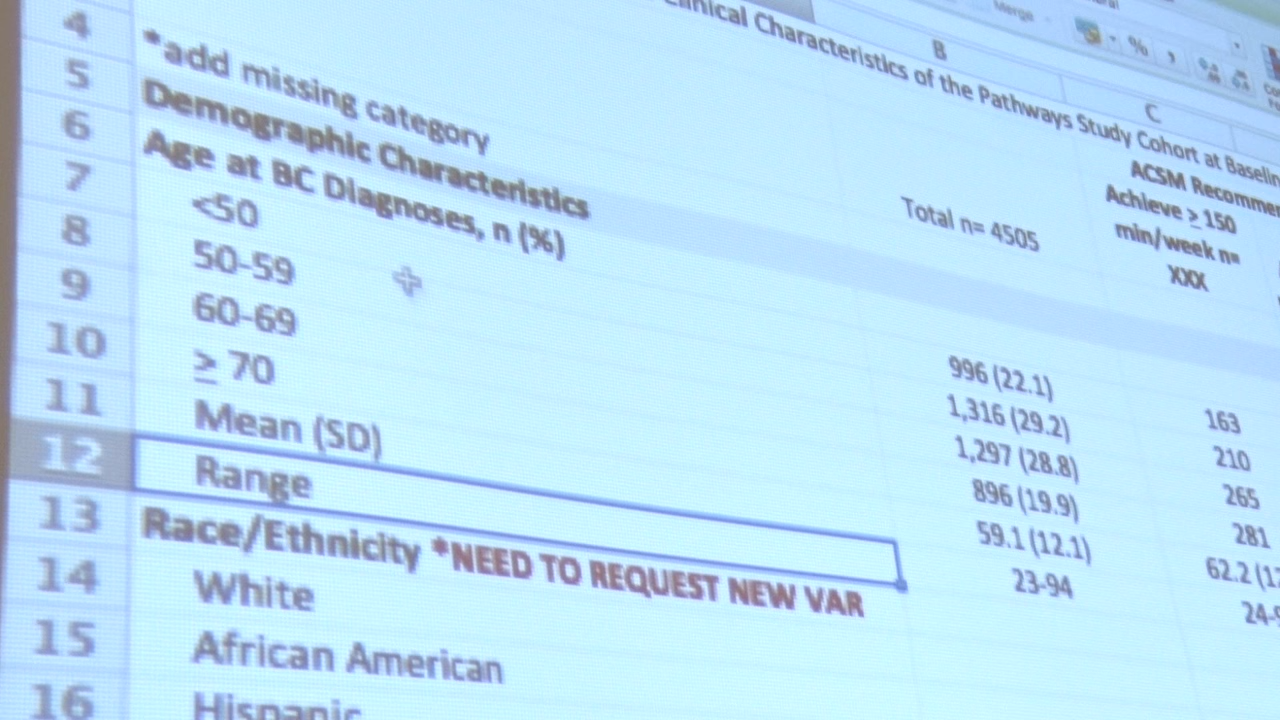 Merge
%
,
B
C
Clinical Characteristics of the Pathways Study Cohort at Baselin
4
5 *add missing category Total n= 4505 ACSM Recomme
Achieve ≥ 150
min/week n=
XXX
6 Demographic Characteristics
7 Age at BC Diagnoses, n (%)
8 <50 996 (22.1) 163
9 50-59 1,316 (29.2) 210
10 60-69 1,297 (28.8) 265
11 ≥ 70 896 (19.9) 281
12 Mean (SD) 59.1 (12.1) 62.2 (1
Range 23-94 24-9
13 Race/Ethnicity *NEED TO REQUEST NEW VAR
14 White
15 African American
16 Hispanic